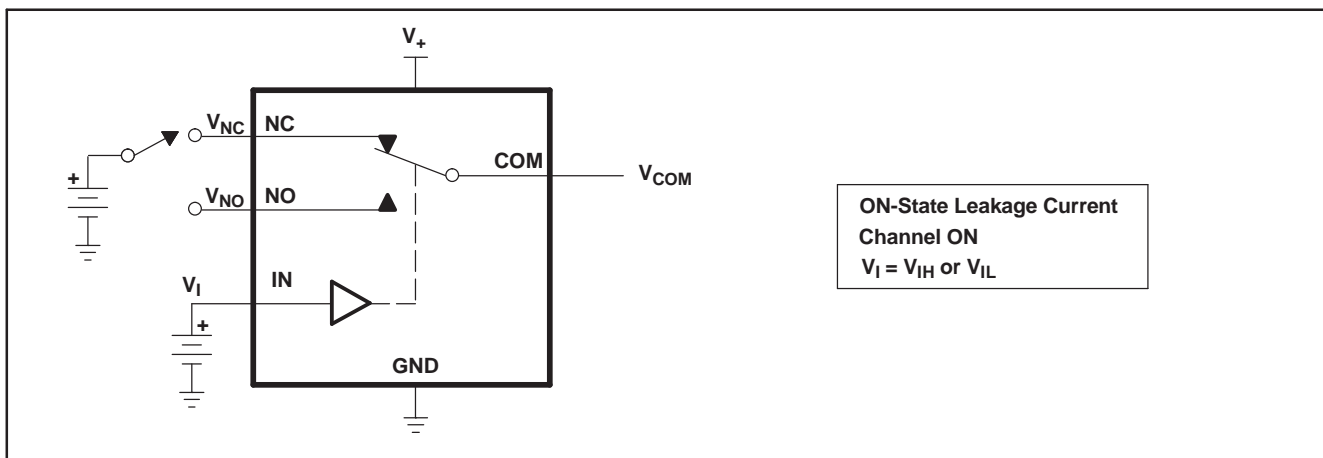 V+
VNC NC
+
COM
VCOM
VNO NO
VI IN
+
GND
ON-State Leakage Current
Channel ON
VI = VIH or VIL